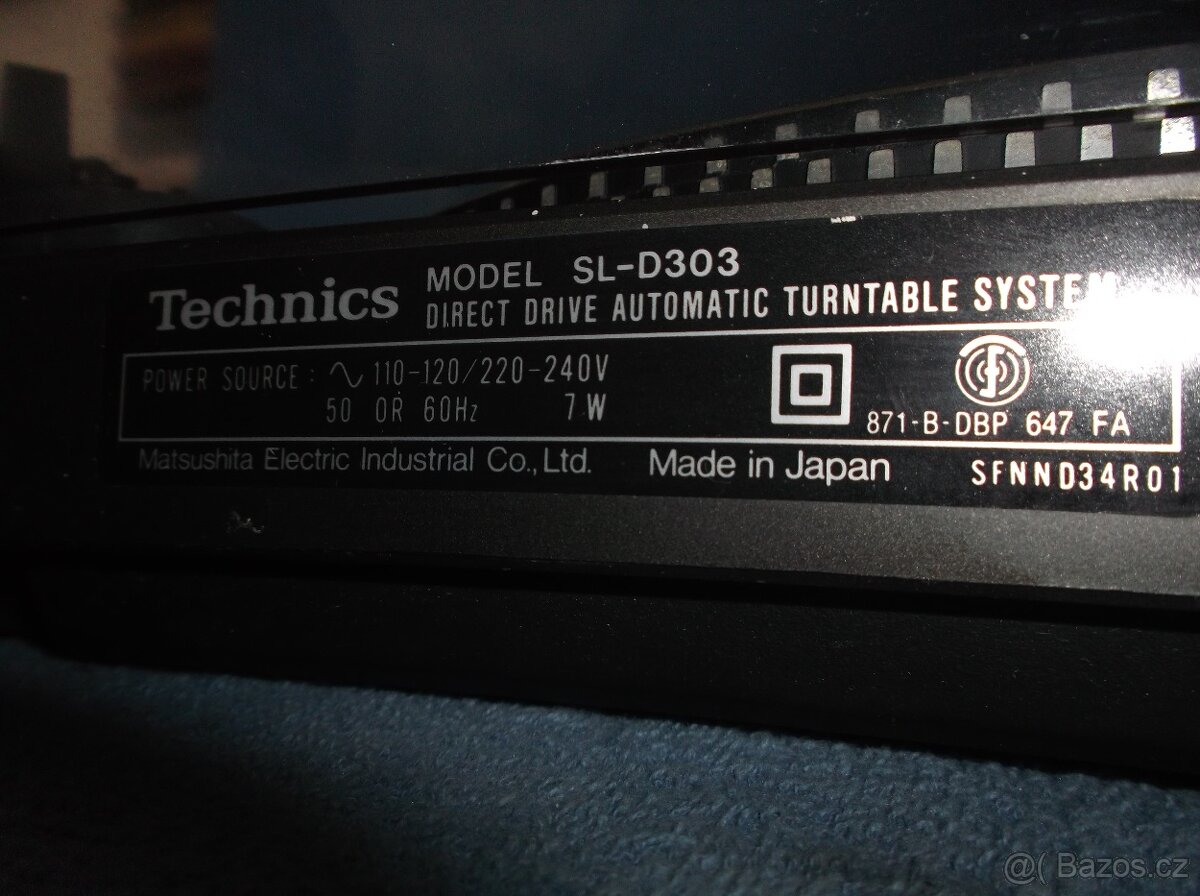 Technics MODEL SL-D303
DIRECT DRIVE AUTOMATIC TURNTABLE SYSTEM
POWER SOURCE : ∿ 110-120/220-240V
50 OR 60Hz 7W
871-B-DBP 647 FA
Matsushita Electric Industrial Co., Ltd. Made in Japan SFNND34R01
@( Bazos.cz